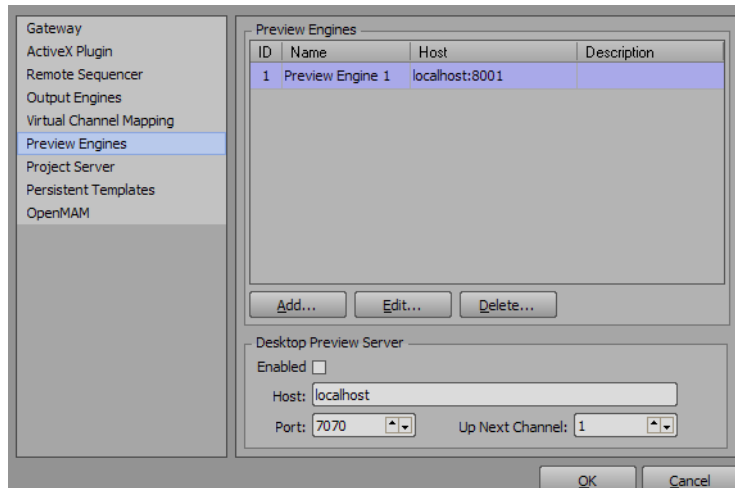 Gateway
ActiveX Plugin
Remote Sequencer
Output Engines
Virtual Channel Mapping
Preview Engines
Project Server
Persistent Templates
OpenMAM
Preview Engines
ID Name Host Description
1 Preview Engine 1 localhost:8001
Add... Edit... Delete...
Desktop Preview Server
Enabled
Host: localhost
Port: 7070 Up Next Channel: 1
OK Cancel